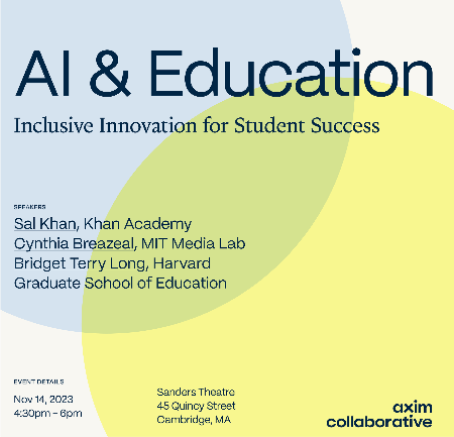 AI & Education
Inclusive Innovation for Student Success
SPEAKERS
Sal Khan, Khan Academy
Cynthia Breazeal, MIT Media Lab
Bridget Terry Long, Harvard
Graduate School of Education
EVENT DETAILS
Nov 14, 2023
4:30pm – 6pm
Sanders Theatre
45 Quincy Street
Cambridge, MA
axim
collaborative